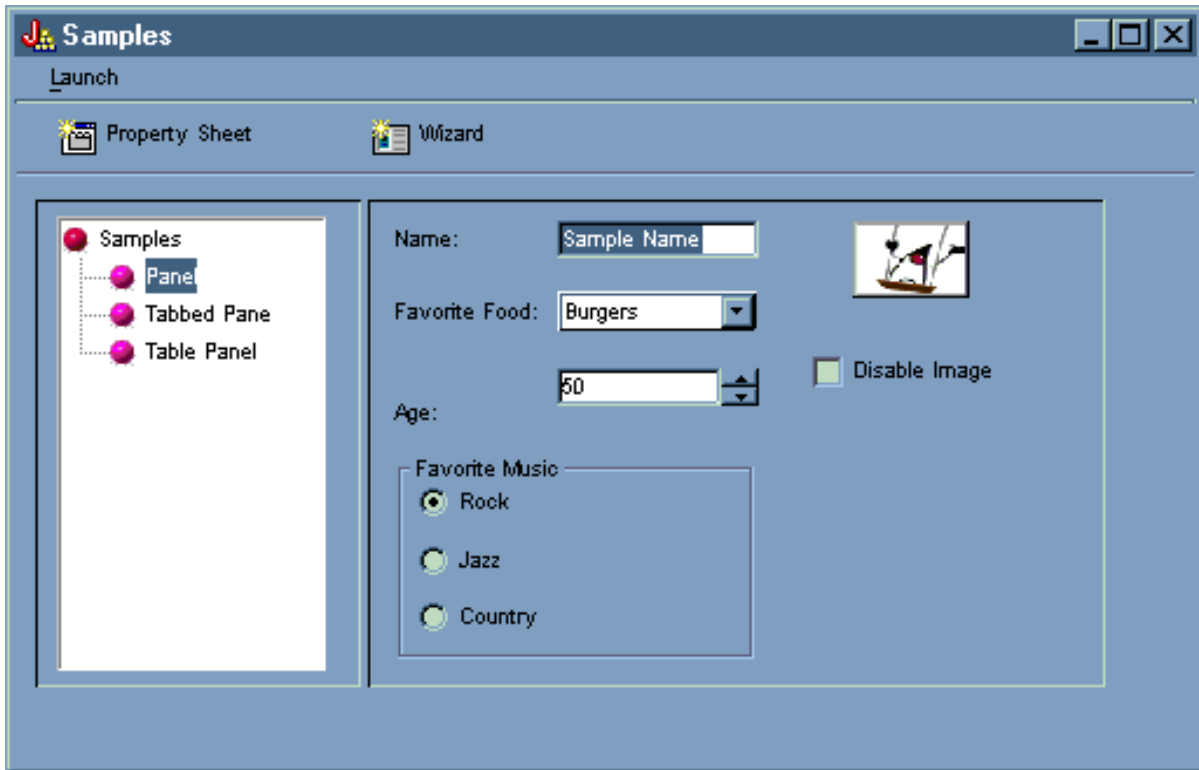 Samples
Launch
Property Sheet
Wizard
Samples
Panel
Tabbed Pane
Table Panel
Name:
Sample Name
Favorite Food:
Burgers
Age:
50
Disable Image
Favorite Music
Rock
Jazz
Country